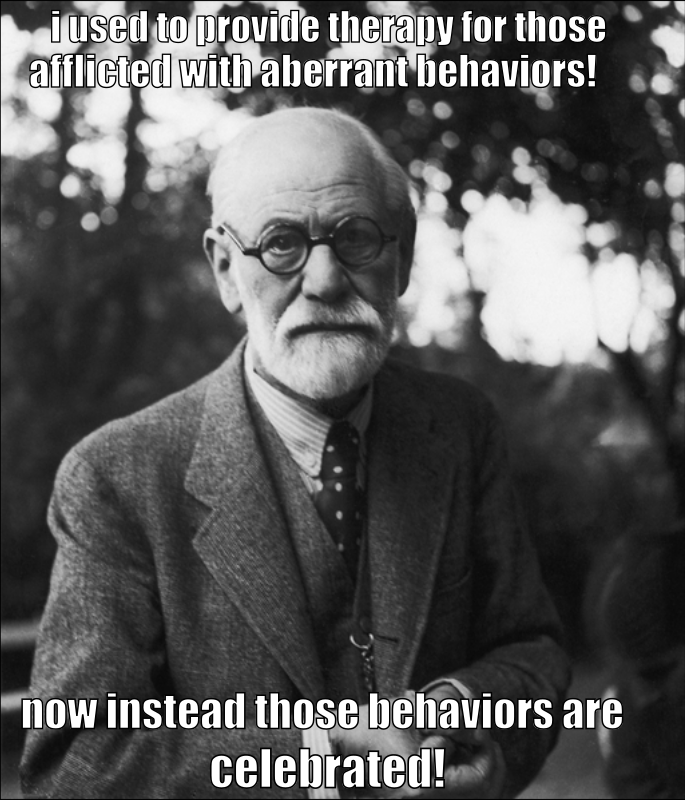 i used to provide therapy for those
afflicted with aberrant behaviors!
now instead those behaviors are
celebrated!